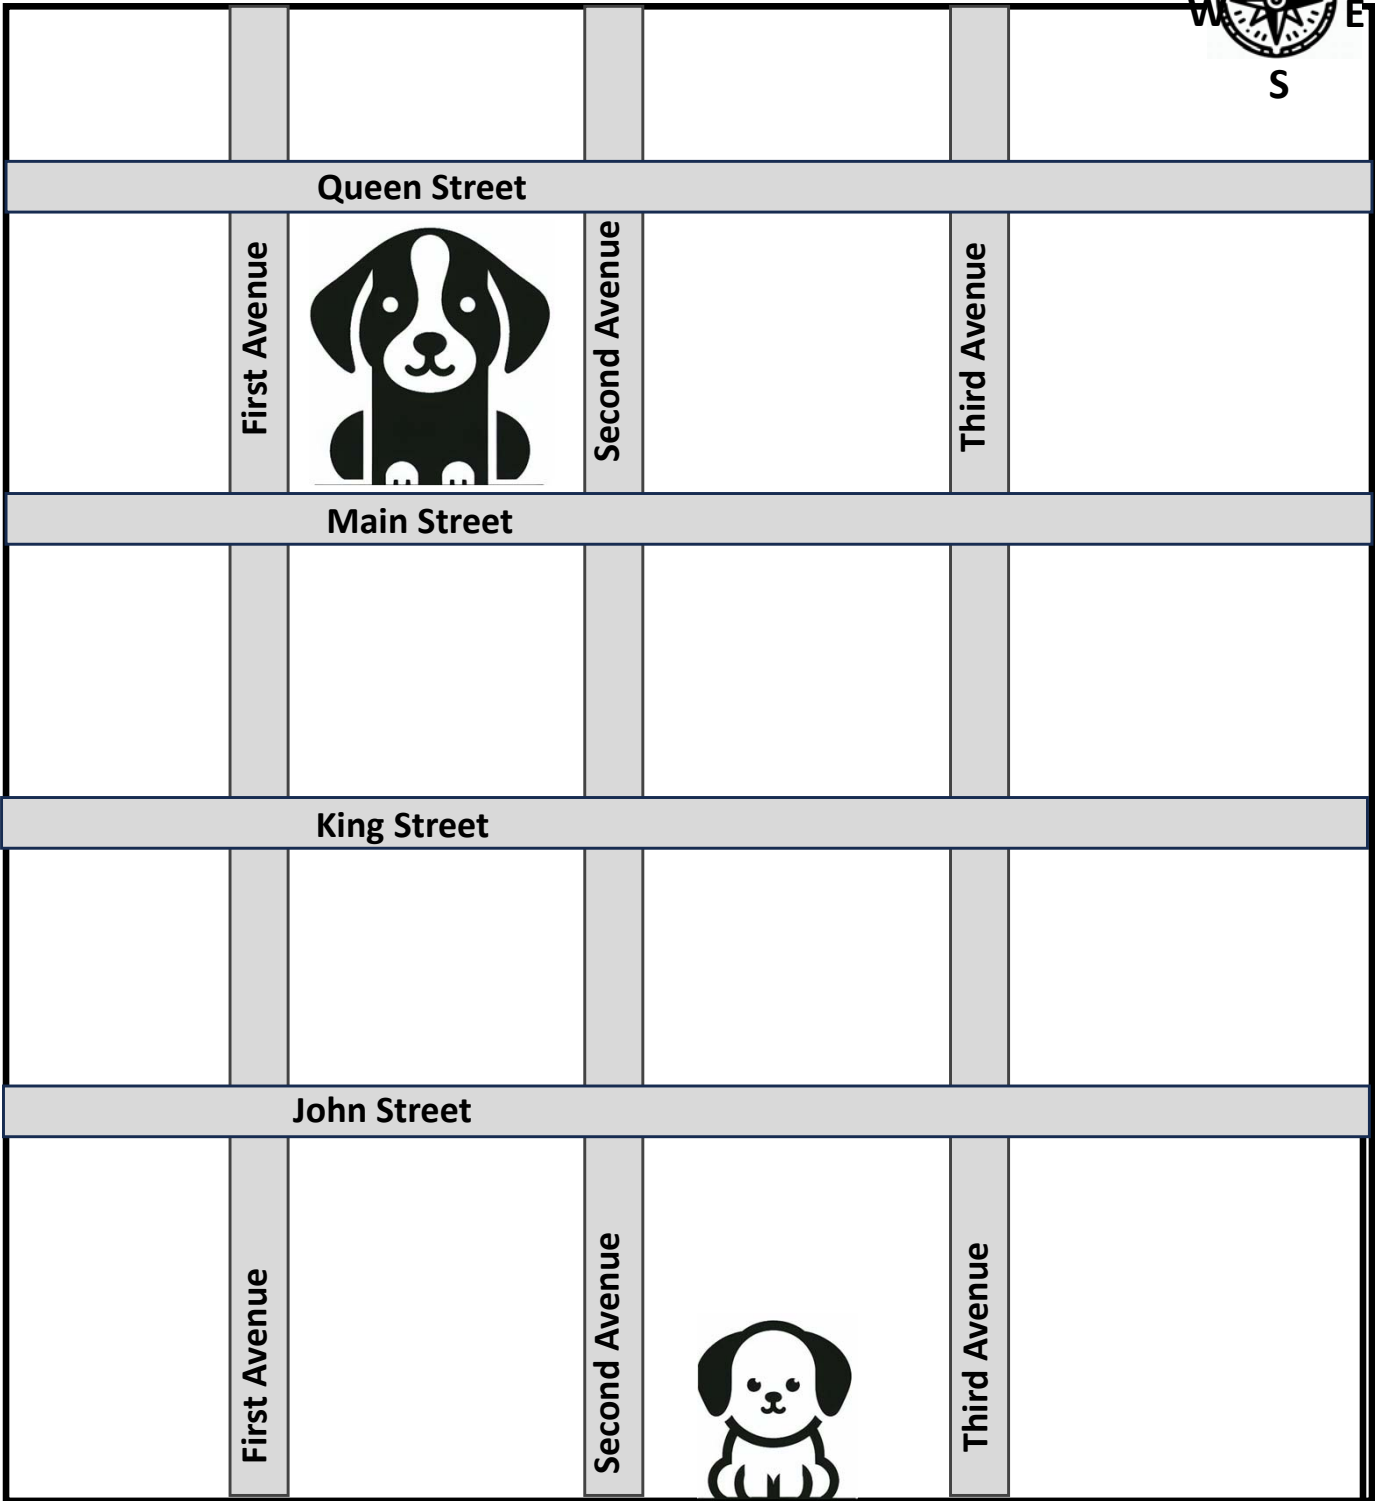 W E
S
Queen Street
First Avenue
Second Avenue
Third Avenue
Main Street
King Street
John Street
First Avenue
Second Avenue
Third Avenue